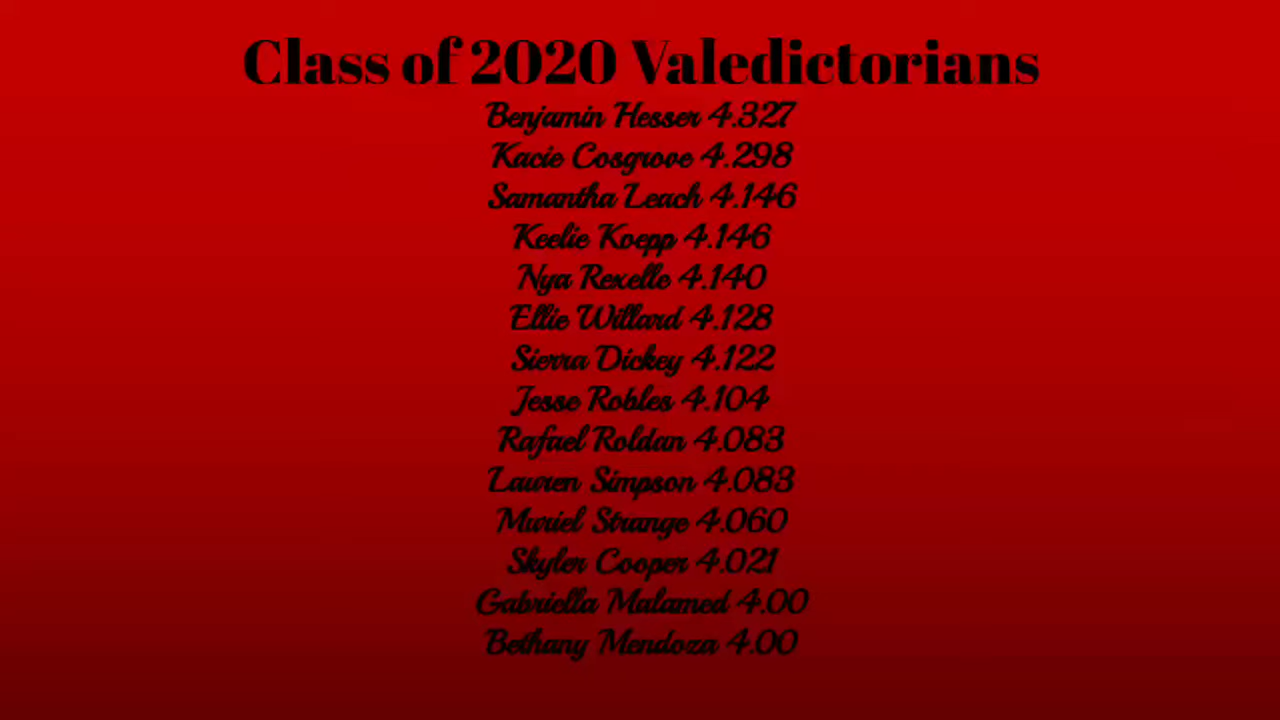 Class of 2020 Valedictorians
Benjamin Hesser 4.327
Kacie Cosgrove 4.298
Samantha Leach 4.146
Keelie Koepp 4.146
Nya Rexelle 4.140
Ellie Willard 4.128
Sierra Dickey 4.122
Jesse Robles 4.104
Rafael Roldan 4.083
Lauren Simpson 4.083
Muriel Strange 4.060
Skyler Cooper 4.021
Gabriella Malamed 4.00
Bethany Mendoza 4.00